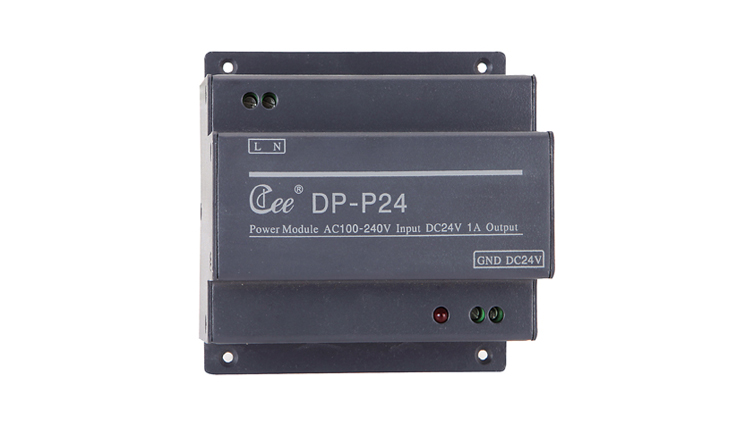 L N
Cee® DP-P24
Power Module AC100-240V Input DC24V 1A Output
GND DC24V